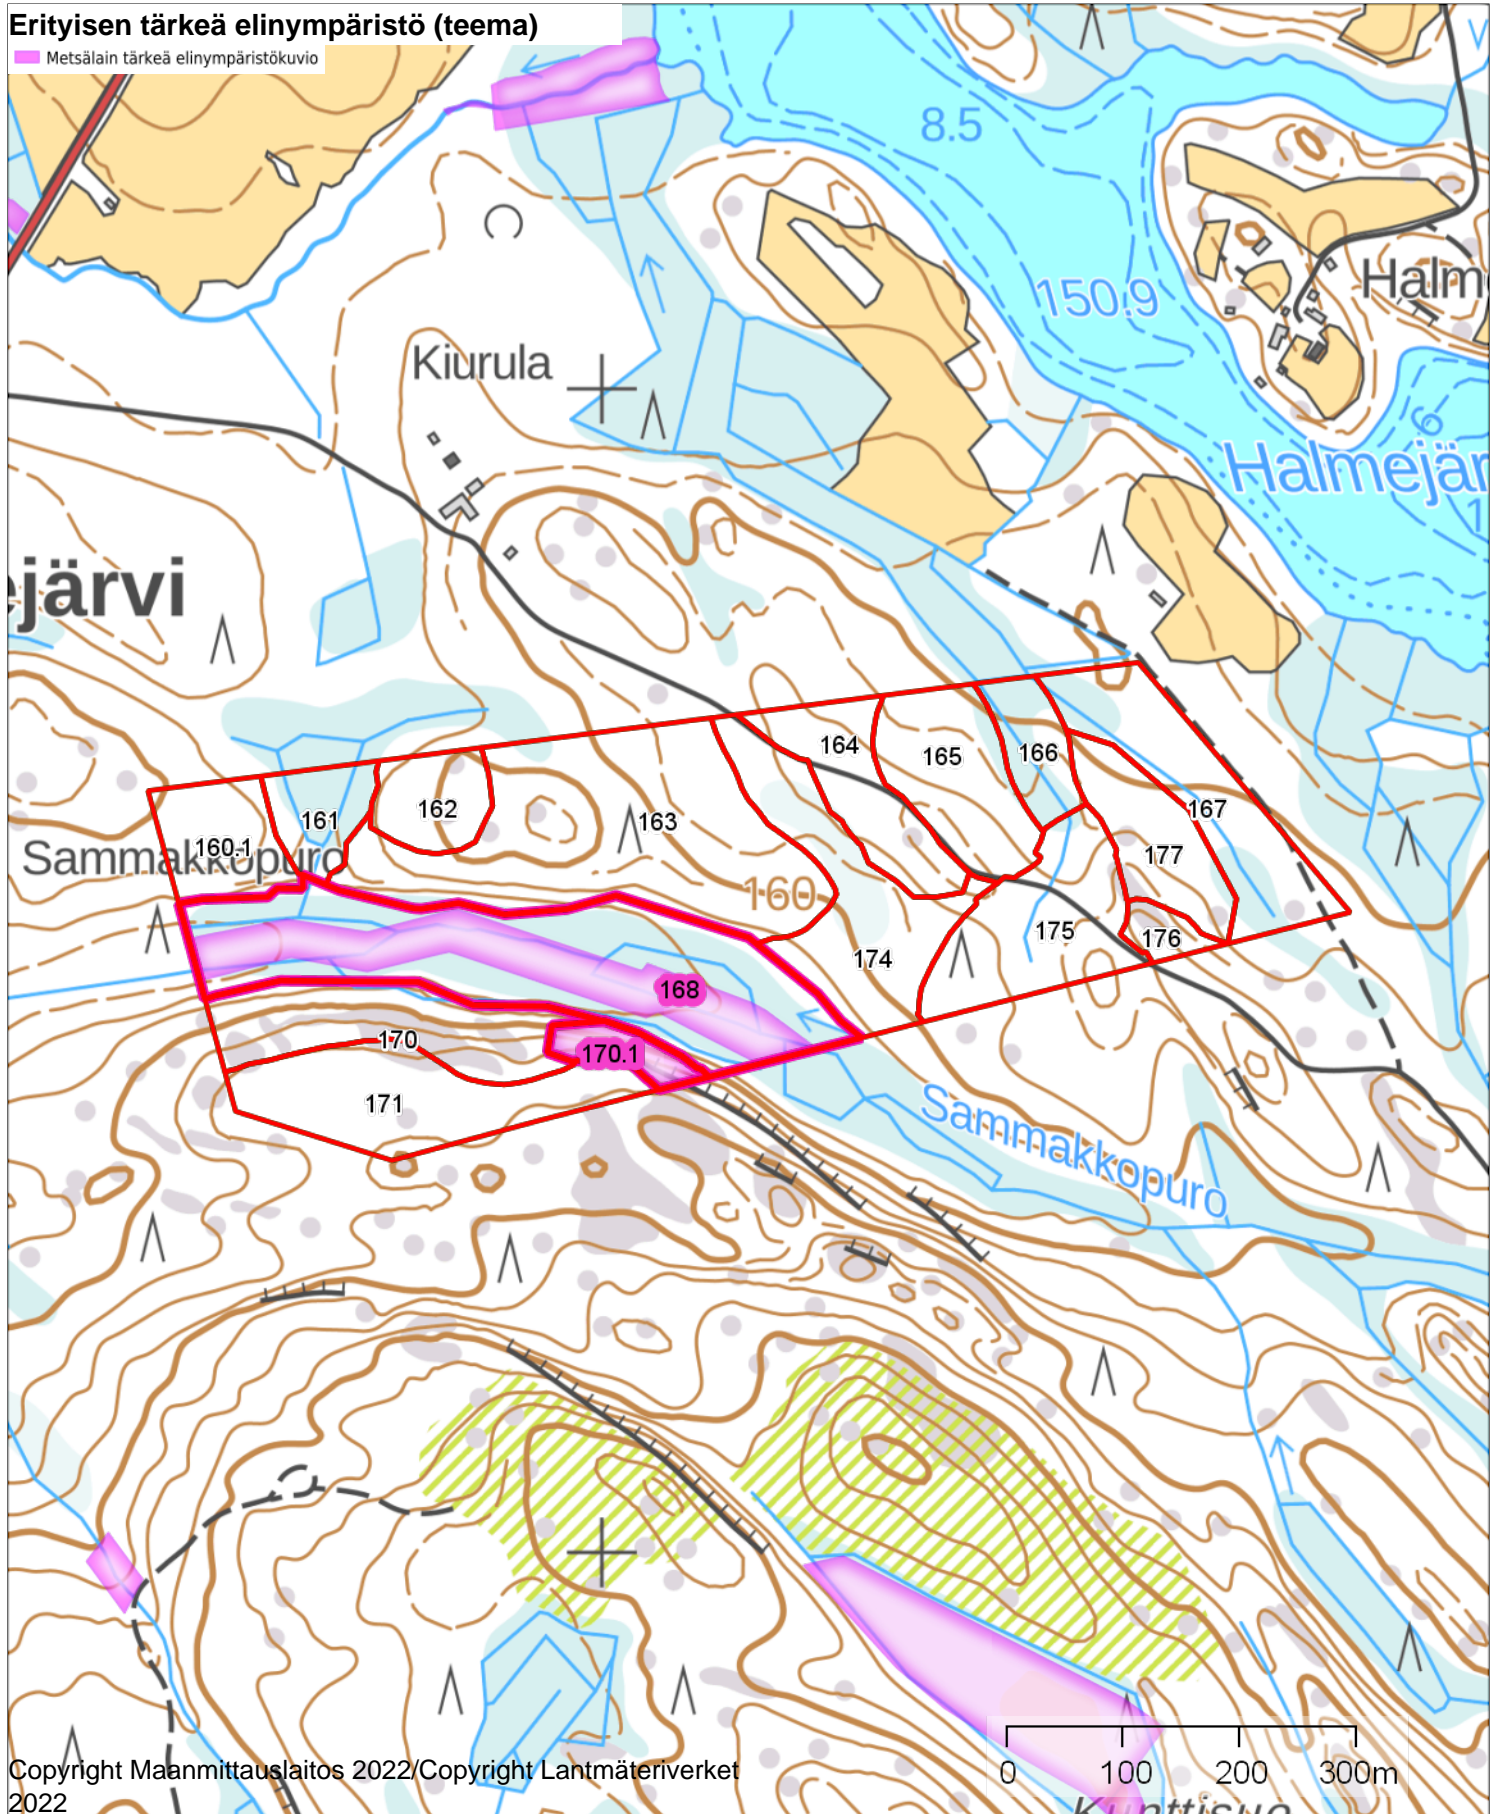 Erityisen tärkeä elinympäristö (teema)
Metsälain tärkeä elinympäristökuvio
8.5
150.9
Halm
Kiurula
Halmejär
1
ejärvi
164
165
166
161
162
163
167
160.1
Sammakkopuro
177
160
175
176
174
168
170
170.1
171
Sammakkopuro
0 100 200 300m
Copyright Maanmittauslaitos 2022/Copyright Lantmäteriverket
2022